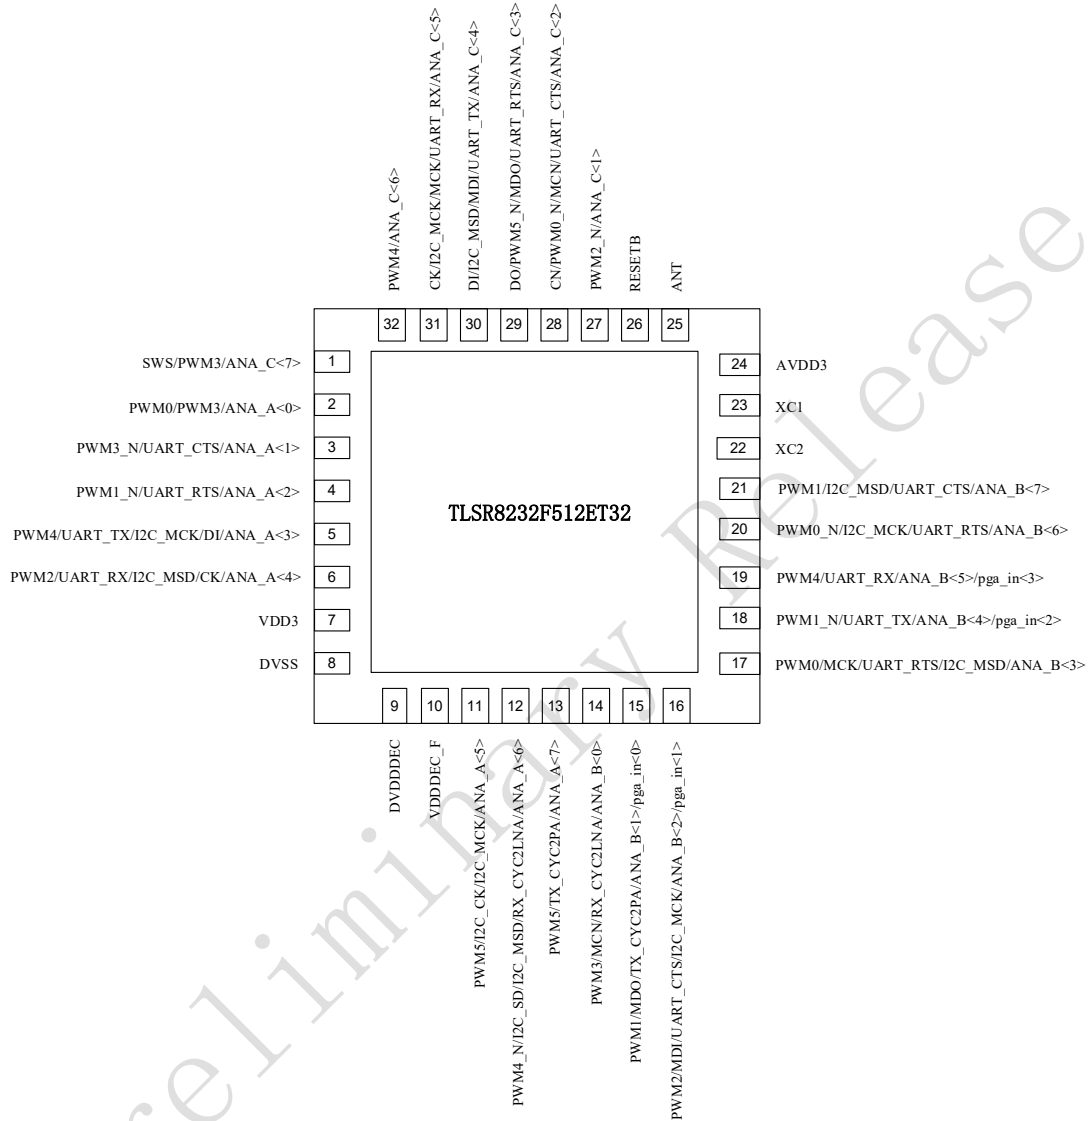 PWM4/ANA_C<6>
CK/I2C_MCK/MCK/UART_RX/ANA_C<5>
DI/I2C_MSD/MDI/UART_TX/ANA_C<4>
DO/PWM5_N/MDO/UART_RTS/ANA_C<3>
CN/PWM0_N/MCN/UART_CTS/ANA_C<2>
PWM2_N/ANA_C<1>
RESETB
ANT
32 31 30 29 28 27 26 25
SWS/PWM3/ANA_C<7> 1
PWM0/PWM3/ANA_A<0> 2
PWM3_N/UART_CTS/ANA_A<1> 3
PWM1_N/UART_RTS/ANA_A<2> 4
PWM4/UART_TX/I2C_MCK/DI/ANA_A<3> 5
PWM2/UART_RX/I2C_MSD/CK/ANA_A<4> 6
VDD3 7
DVSS 8
TLSR8232F512ET32
24 AVDD3
23 XC1
22 XC2
21 PWM1/I2C_MSD/UART_CTS/ANA_B<7>
20 PWM0_N/I2C_MCK/UART_RTS/ANA_B<6>
19 PWM4/UART_RX/ANA_B<5>/pga_in<3>
18 PWM1_N/UART_TX/ANA_B<4>/pga_in<2>
17 PWM0/MCK/UART_RTS/I2C_MSD/ANA_B<3>
9 10 11 12 13 14 15 16
DVDDDEC
VDDDEC_F
PWM5/I2C_CK/I2C_MCK/ANA_A<5>
PWM4_N/I2C_SD/I2C_MSD/RX_CYC2LNA/ANA_A<6>
PWM5/TX_CYC2PA/ANA_A<7>
PWM3/MCN/RX_CYC2LNA/ANA_B<0>
PWM1/MDO/TX_CYC2PA/ANA_B<1>/pga_in<0>
PWM2/MDI/UART_CTS/I2C_MCK/ANA_B<2>/pga_in<1>
reliminary Release